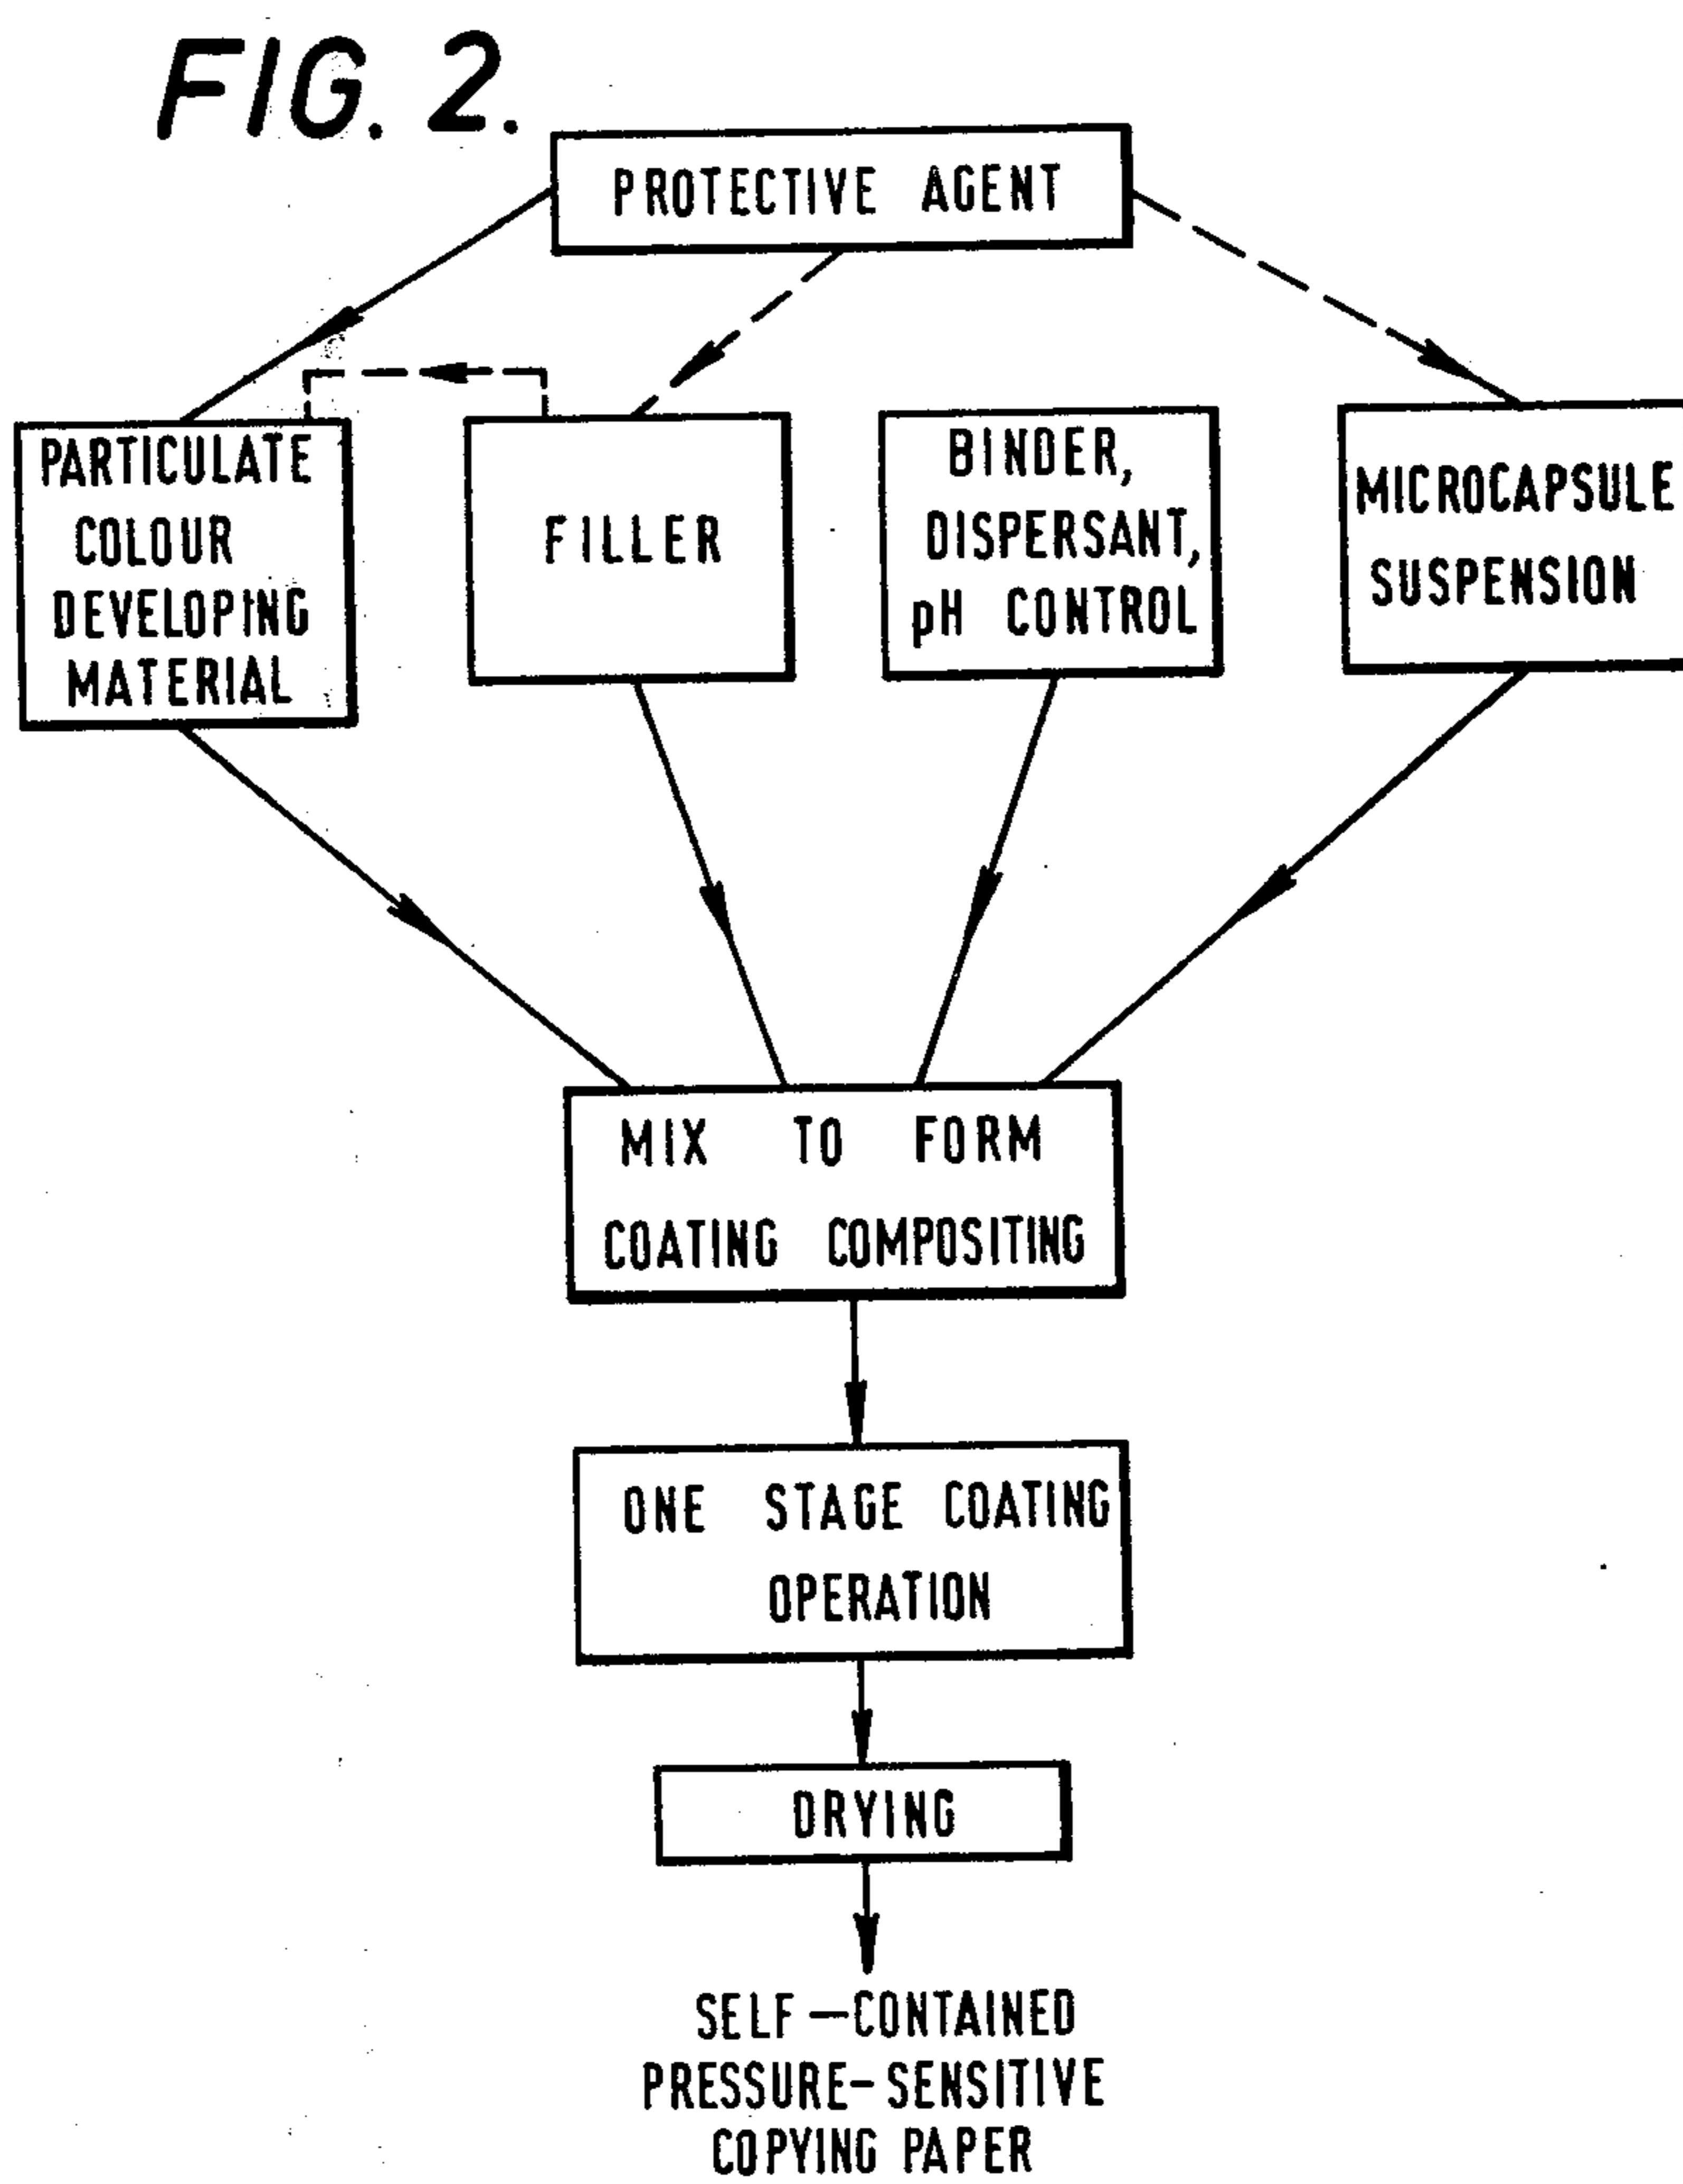 FIG. 2.
PROTECTIVE AGENT
PARTICULATE
COLOUR
DEVELOPING
MATERIAL
FILLER
BINDER,
DISPERSANT,
pH CONTROL
MICROCAPSULE
SUSPENSION
MIX TO FORM
COATING COMPOSITING
ONE STAGE COATING
OPERATION
DRYING
SELF-CONTAINED
PRESSURE-SENSITIVE
COPYING PAPER